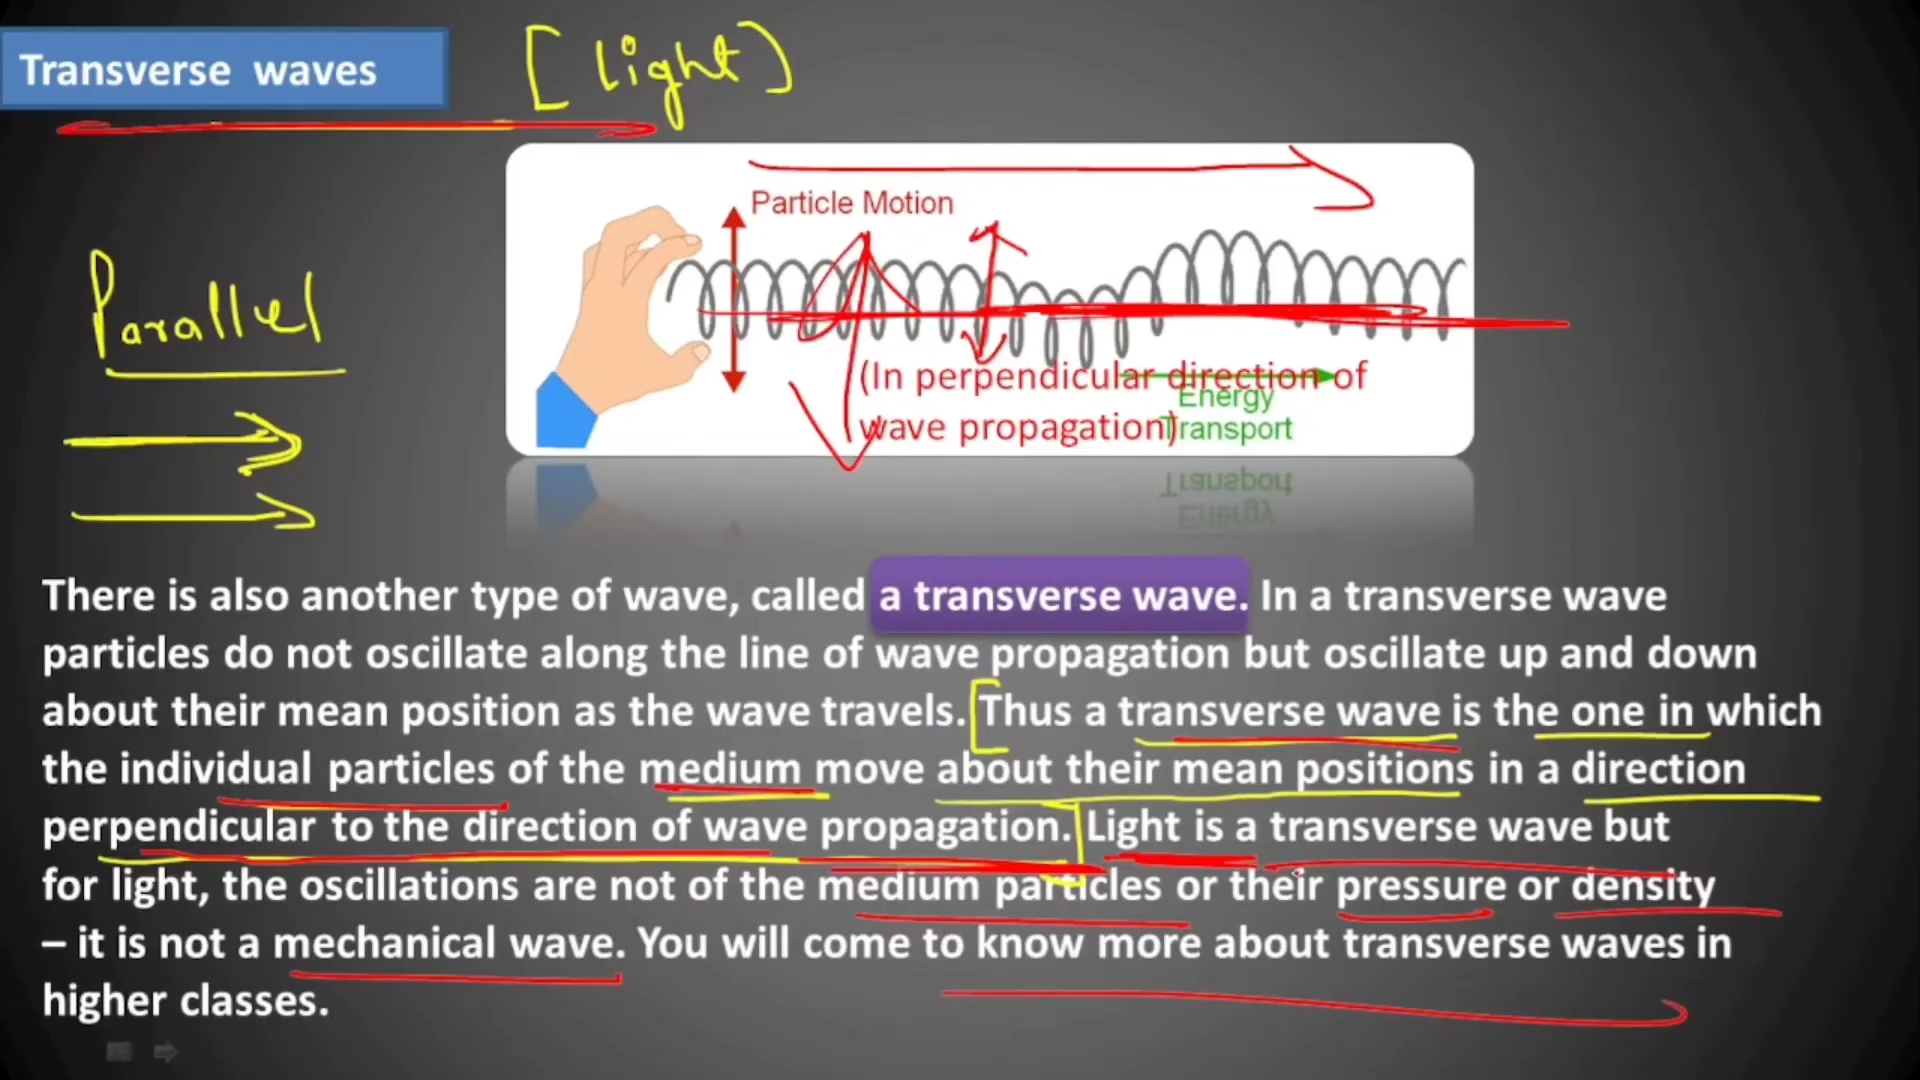 Transverse waves
[light]
Particle Motion
Parallel
(In perpendicular direction of
wave propagation)
Energy
Transport
There is also another type of wave, called a transverse wave. In a transverse wave
particles do not oscillate along the line of wave propagation but oscillate up and down
about their mean position as the wave travels. [Thus a transverse wave is the one in which
the individual particles of the medium move about their mean positions in a direction
perpendicular to the direction of wave propagation.] Light is a transverse wave but
for light, the oscillations are not of the medium particles or their pressure or density
– it is not a mechanical wave. You will come to know more about transverse waves in
higher classes.